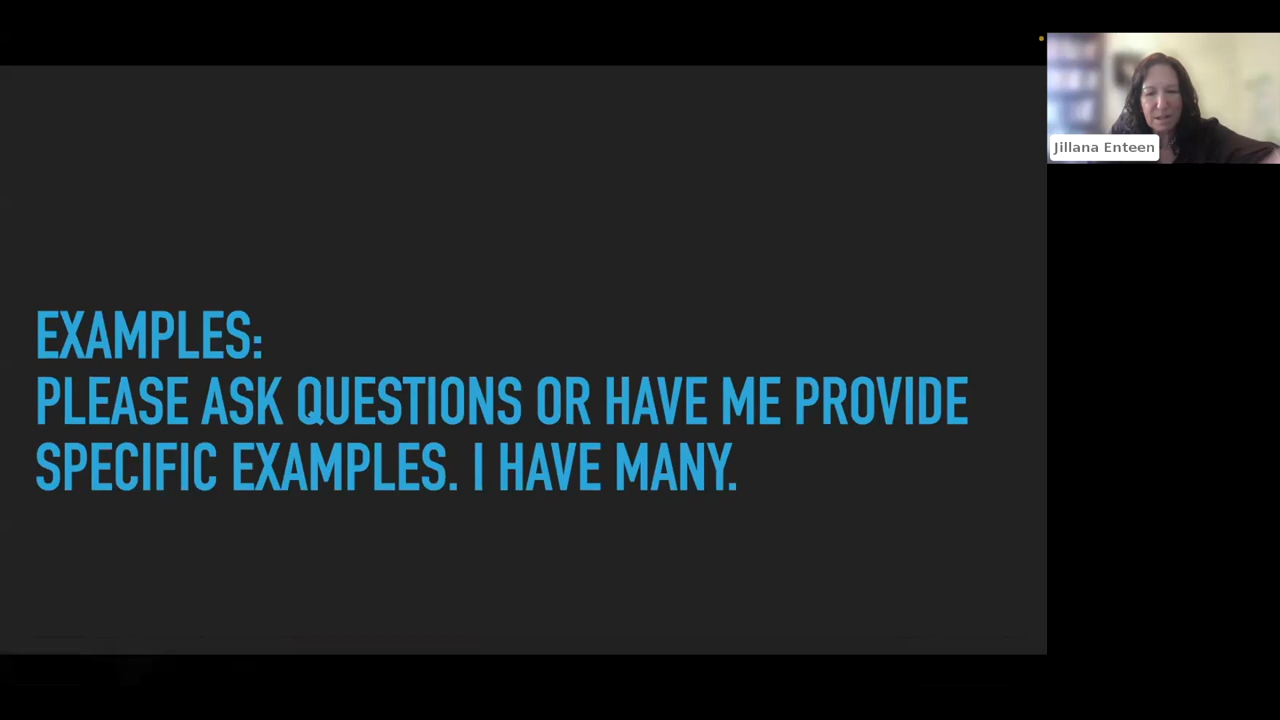 Jillana Enteen
EXAMPLES:
PLEASE ASK QUESTIONS OR HAVE ME PROVIDE
SPECIFIC EXAMPLES. I HAVE MANY.